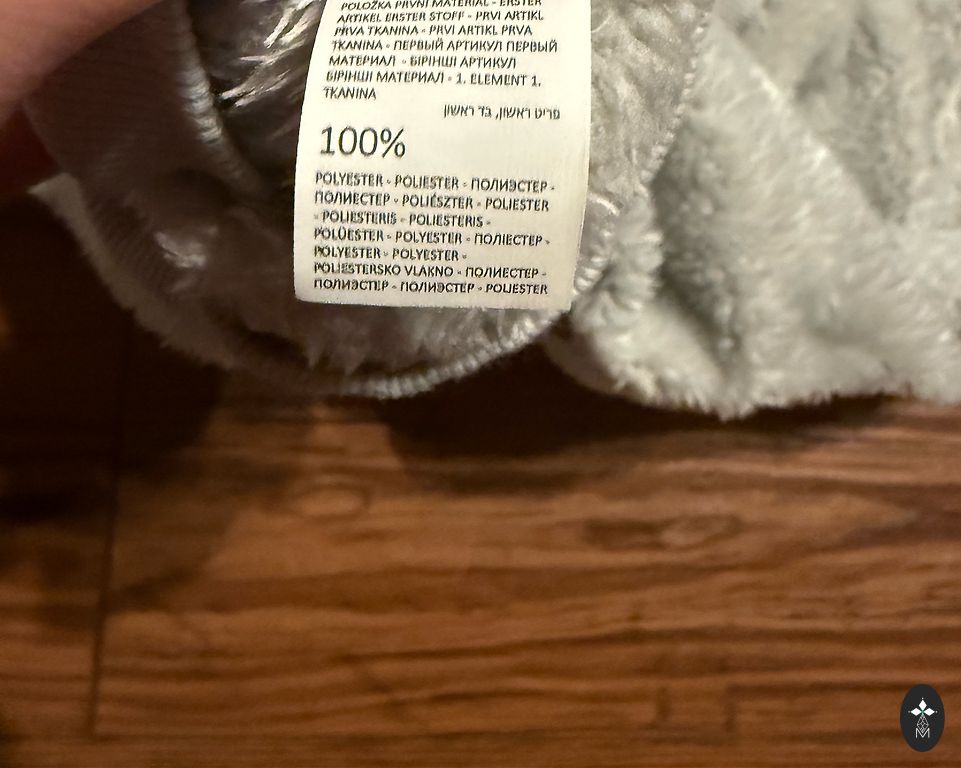 POLOŽKA PRVNÍ MATERIÁL - ERSTER
ARTIKEL ERSTER STOFF - PRVI ARTIKL
PRVA TKANINA - PRVI ARTIKL PRVA
TKANINA - ПЕРВЫЙ АРТИКУЛ ПЕРВЫЙ
МАТЕРИАЛ - БІРІНШІ АРТИКУЛ
БІРІНШІ МАТЕРИАЛ - 1. ELEMENT 1.
TKANINA
פריט ראשון, בד ראשון
100%
POLYESTER - POLIESTER - ПОЛИЭСТЕР -
ПОЛИЕСТЕР - POLIÉSZTER - POLIESTER
- POLIESTERIS - POLIESTERIS -
POLÜESTER - POLYESTER - ПОЛІЕСТЕР -
POLYESTER - POLYESTER -
POLIESTERSKO VLAKNO - ПОЛИЕСТЕР -
ПОЛИЭСТЕР - ПОЛИЭСТЕР - POLIESTER
M